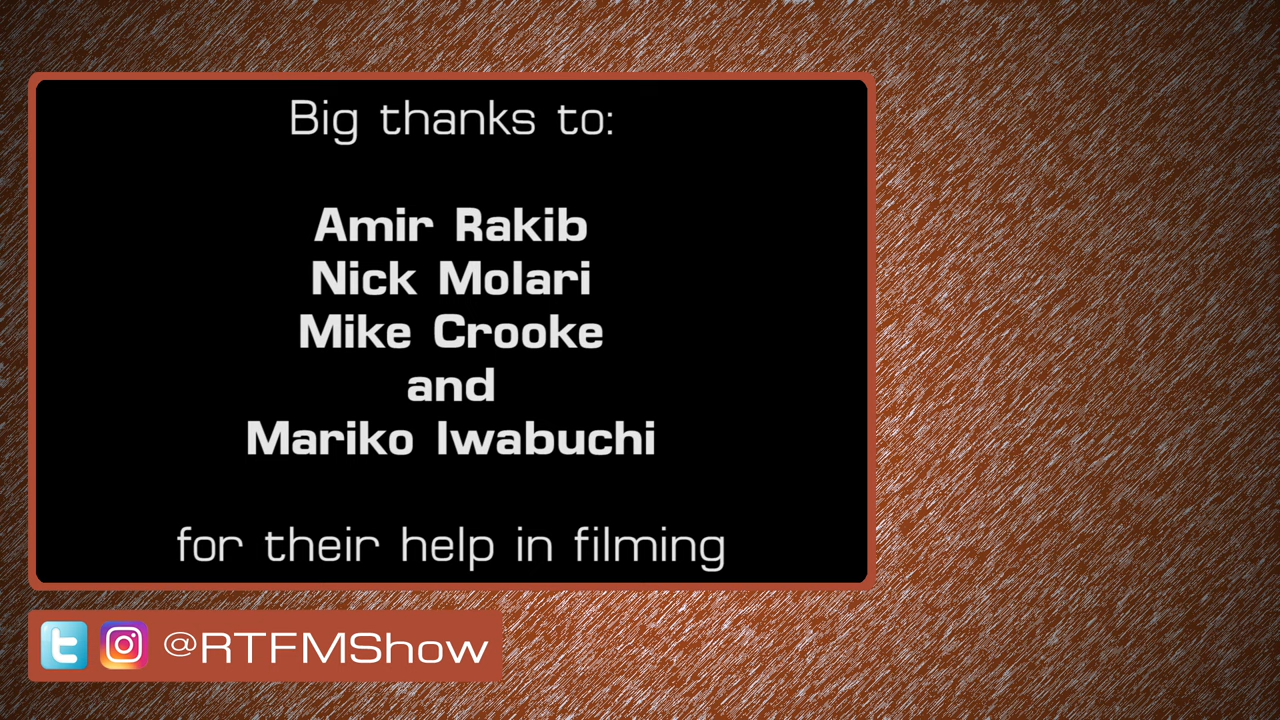 Big thanks to:
Amir Rakib
Nick Molari
Mike Crooke
and
Mariko Iwabuchi
for their help in filming
@RTFMShow